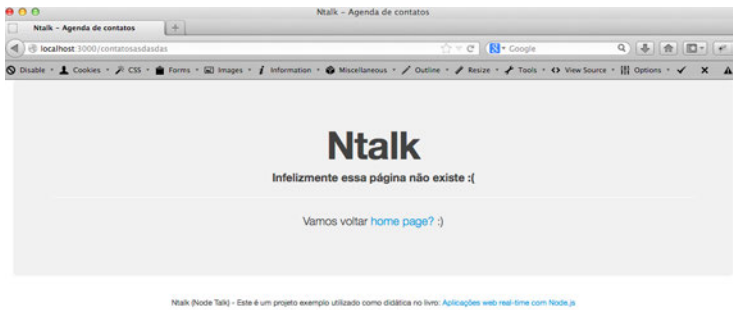 Ntalk – Agenda de contatos
Ntalk – Agenda de contatos
localhost:3000/contatosasdasdas
Google
Disable Cookies CSS Forms Images Information Miscellaneous Outline Resize Tools View Source Options
Ntalk
Infelizmente essa página não existe :(
Vamos voltar home page? :)
Ntalk (Node Talk) - Este é um projeto exemplo utilizado como didática no livro: Aplicações web real-time com Node.js